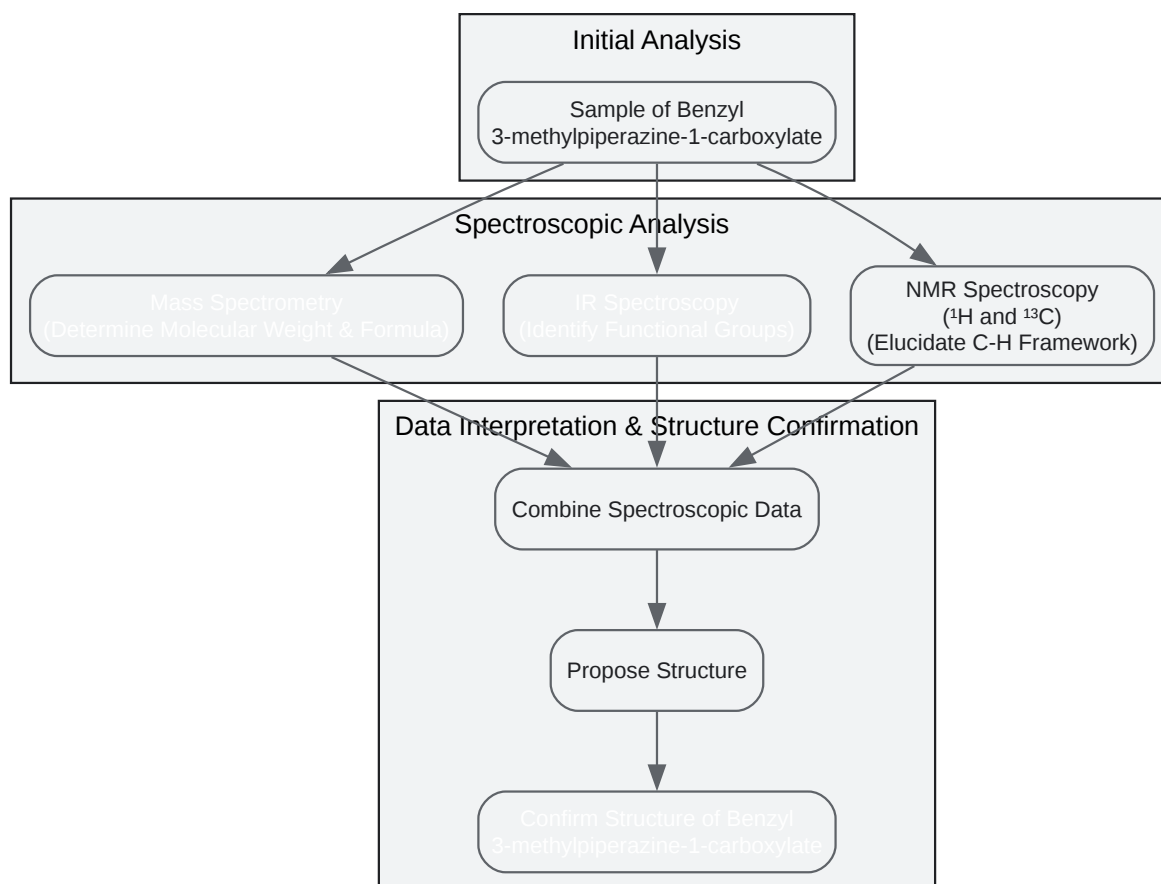 Initial Analysis
Sample of Benzyl
3-methylpiperazine-1-carboxylate
Spectroscopic Analysis
Mass Spectrometry
(Determine Molecular Weight & Formula)
IR Spectroscopy
(Identify Functional Groups)
NMR Spectroscopy
(¹H and ¹³C)
(Elucidate C-H Framework)
Data Interpretation & Structure Confirmation
Combine Spectroscopic Data
Propose Structure
Confirm Structure of Benzyl
3-methylpiperazine-1-carboxylate